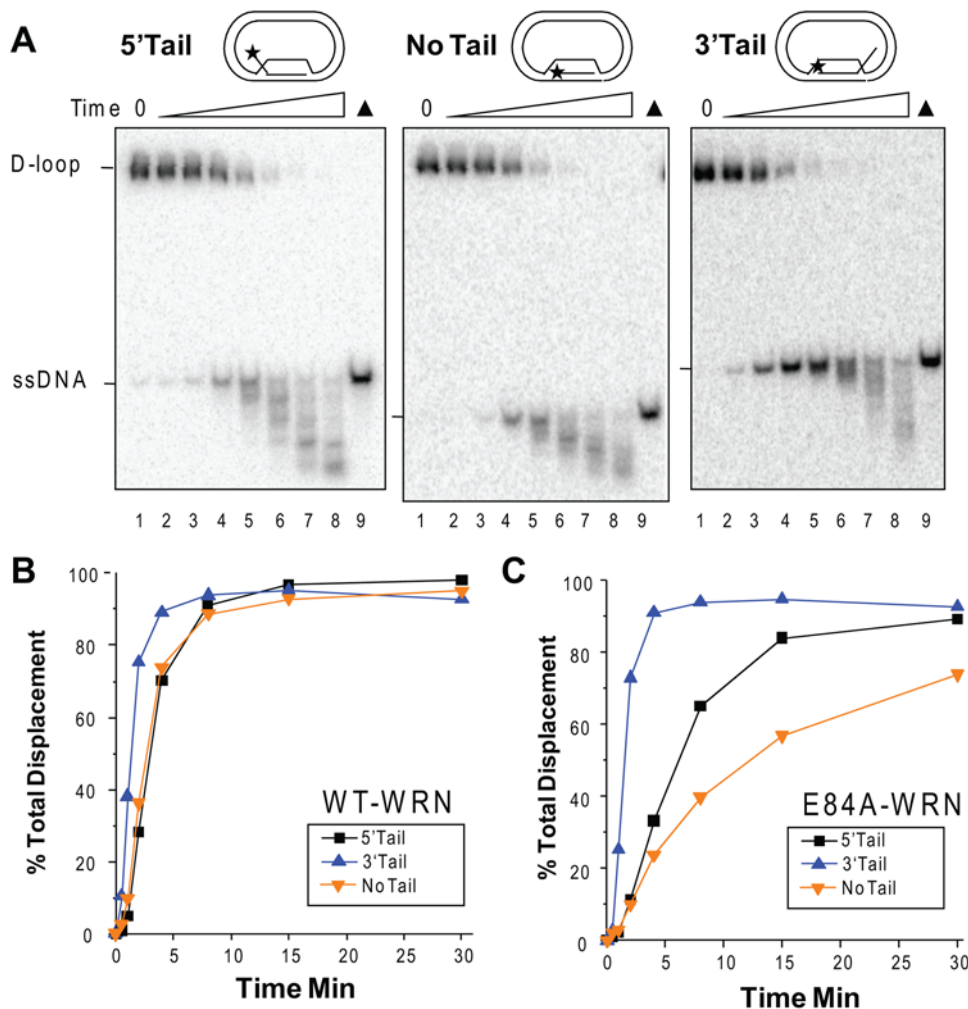 A
5'Tail
No Tail
3'Tail
Time 0 ▲
0 ▲
0 ▲
D-loop
ssDNA
1 2 3 4 5 6 7 8 9
1 2 3 4 5 6 7 8 9
1 2 3 4 5 6 7 8 9
B
% Total Displacement
100
80
60
40
20
0
WT-WRN
5'Tail
3'Tail
No Tail
0 5 10 15 20 25 30
Time Min
C
% Total Displacement
100
80
60
40
20
0
E84A-WRN
5'Tail
3'Tail
No Tail
0 5 10 15 20 25 30
Time Min